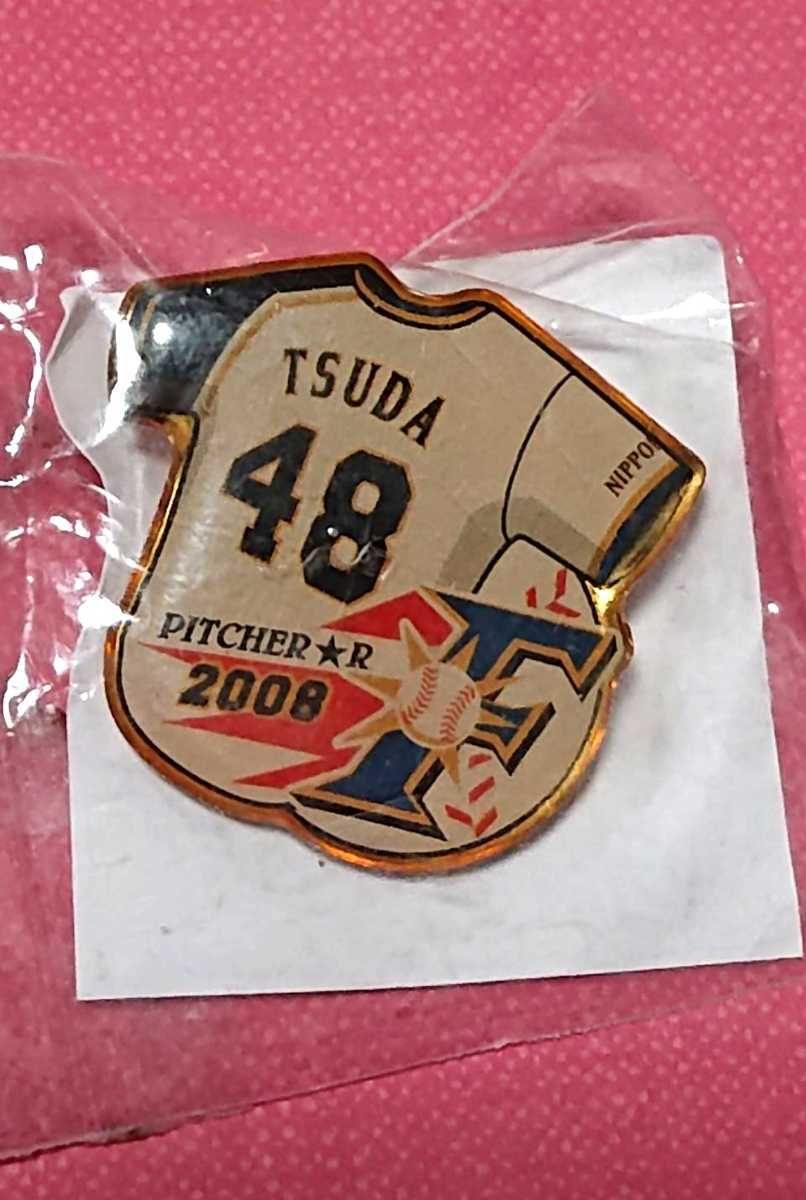 TSUDA
48
NIPPO
PITCHER★R
2008
F